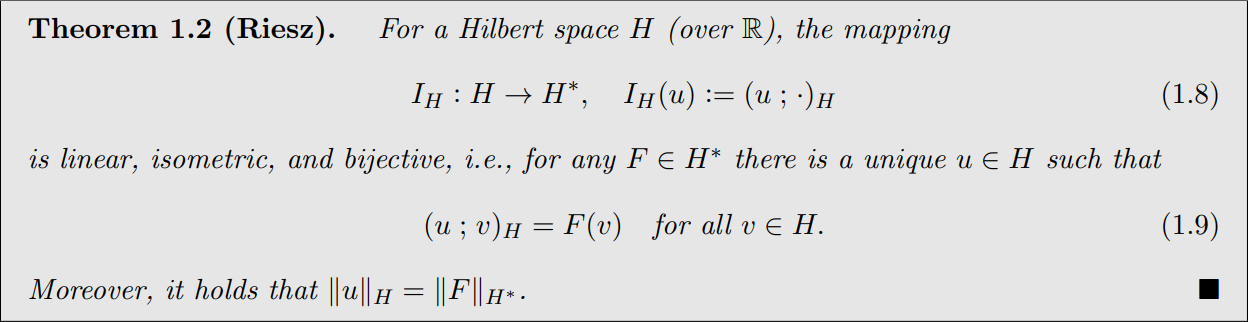 Theorem 1.2 (Riesz). For a Hilbert space H (over ℝ), the mapping
I_H : H → H*, I_H(u) := (u ; ·)_H (1.8)
is linear, isometric, and bijective, i.e., for any F ∈ H* there is a unique u ∈ H such that
(u ; v)_H = F(v) for all v ∈ H. (1.9)
Moreover, it holds that ‖u‖_H = ‖F‖_{H*}. ■